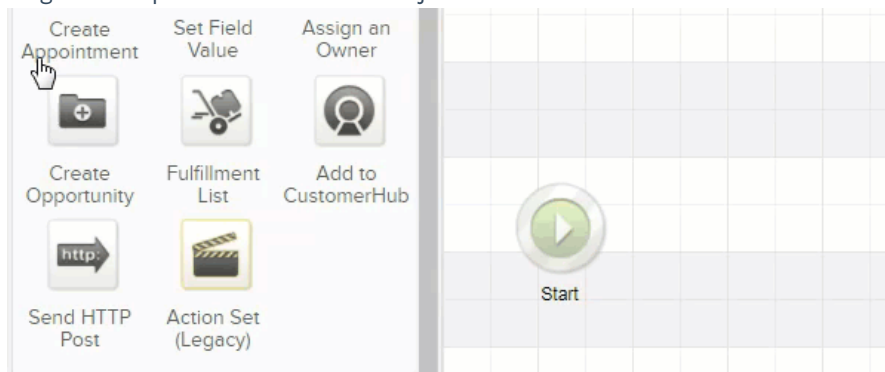 Create
Appointment
Set Field
Value
Assign an
Owner
Create
Opportunity
Fulfillment
List
Add to
CustomerHub
http:
Send HTTP
Post
Action Set
(Legacy)
Start